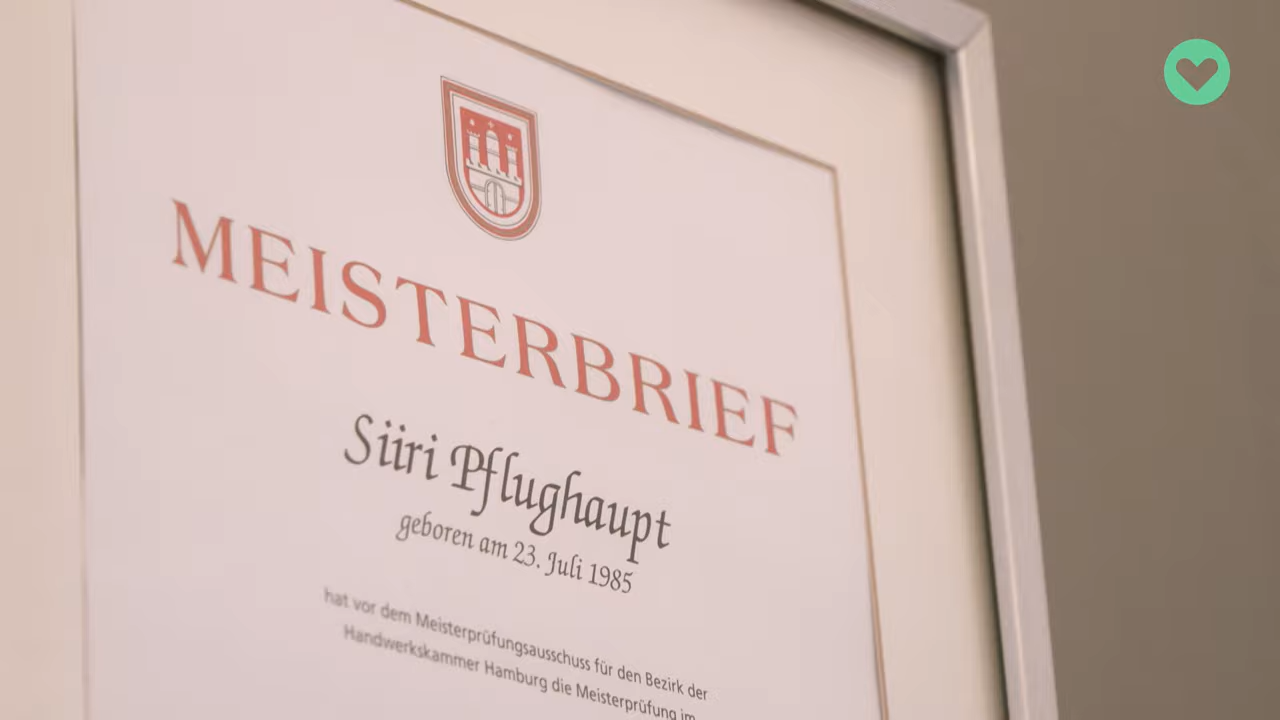 MEISTERBRIEF
Siiri Pflughaupt
geboren am 23. Juli 1985
hat vor dem Meisterprüfungsausschuss für den Bezirk der
Handwerkskammer Hamburg die Meisterprüfung im